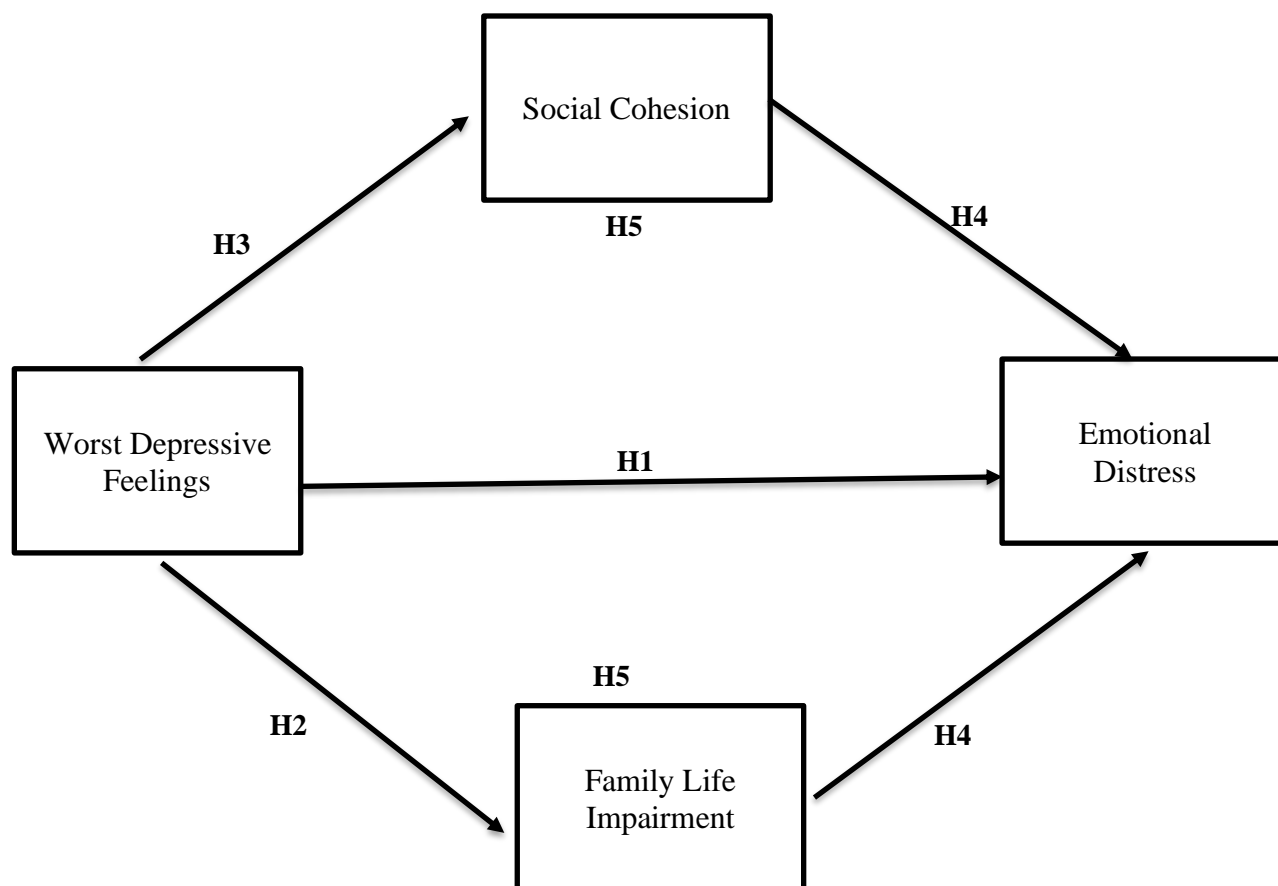 Social Cohesion
H5
H3
H4
Worst Depressive
Feelings
H1
Emotional
Distress
H2
H5
H4
Family Life
Impairment